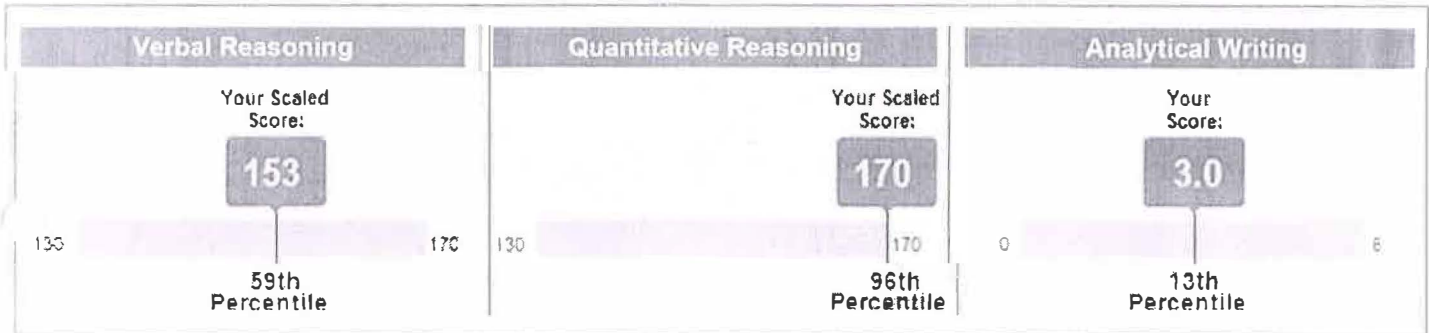 Verbal Reasoning
Your Scaled
Score:
153
130
170
59th
Percentile
Quantitative Reasoning
Your Scaled
Score:
170
130
170
96th
Percentile
Analytical Writing
Your
Score:
3.0
0
6
13th
Percentile